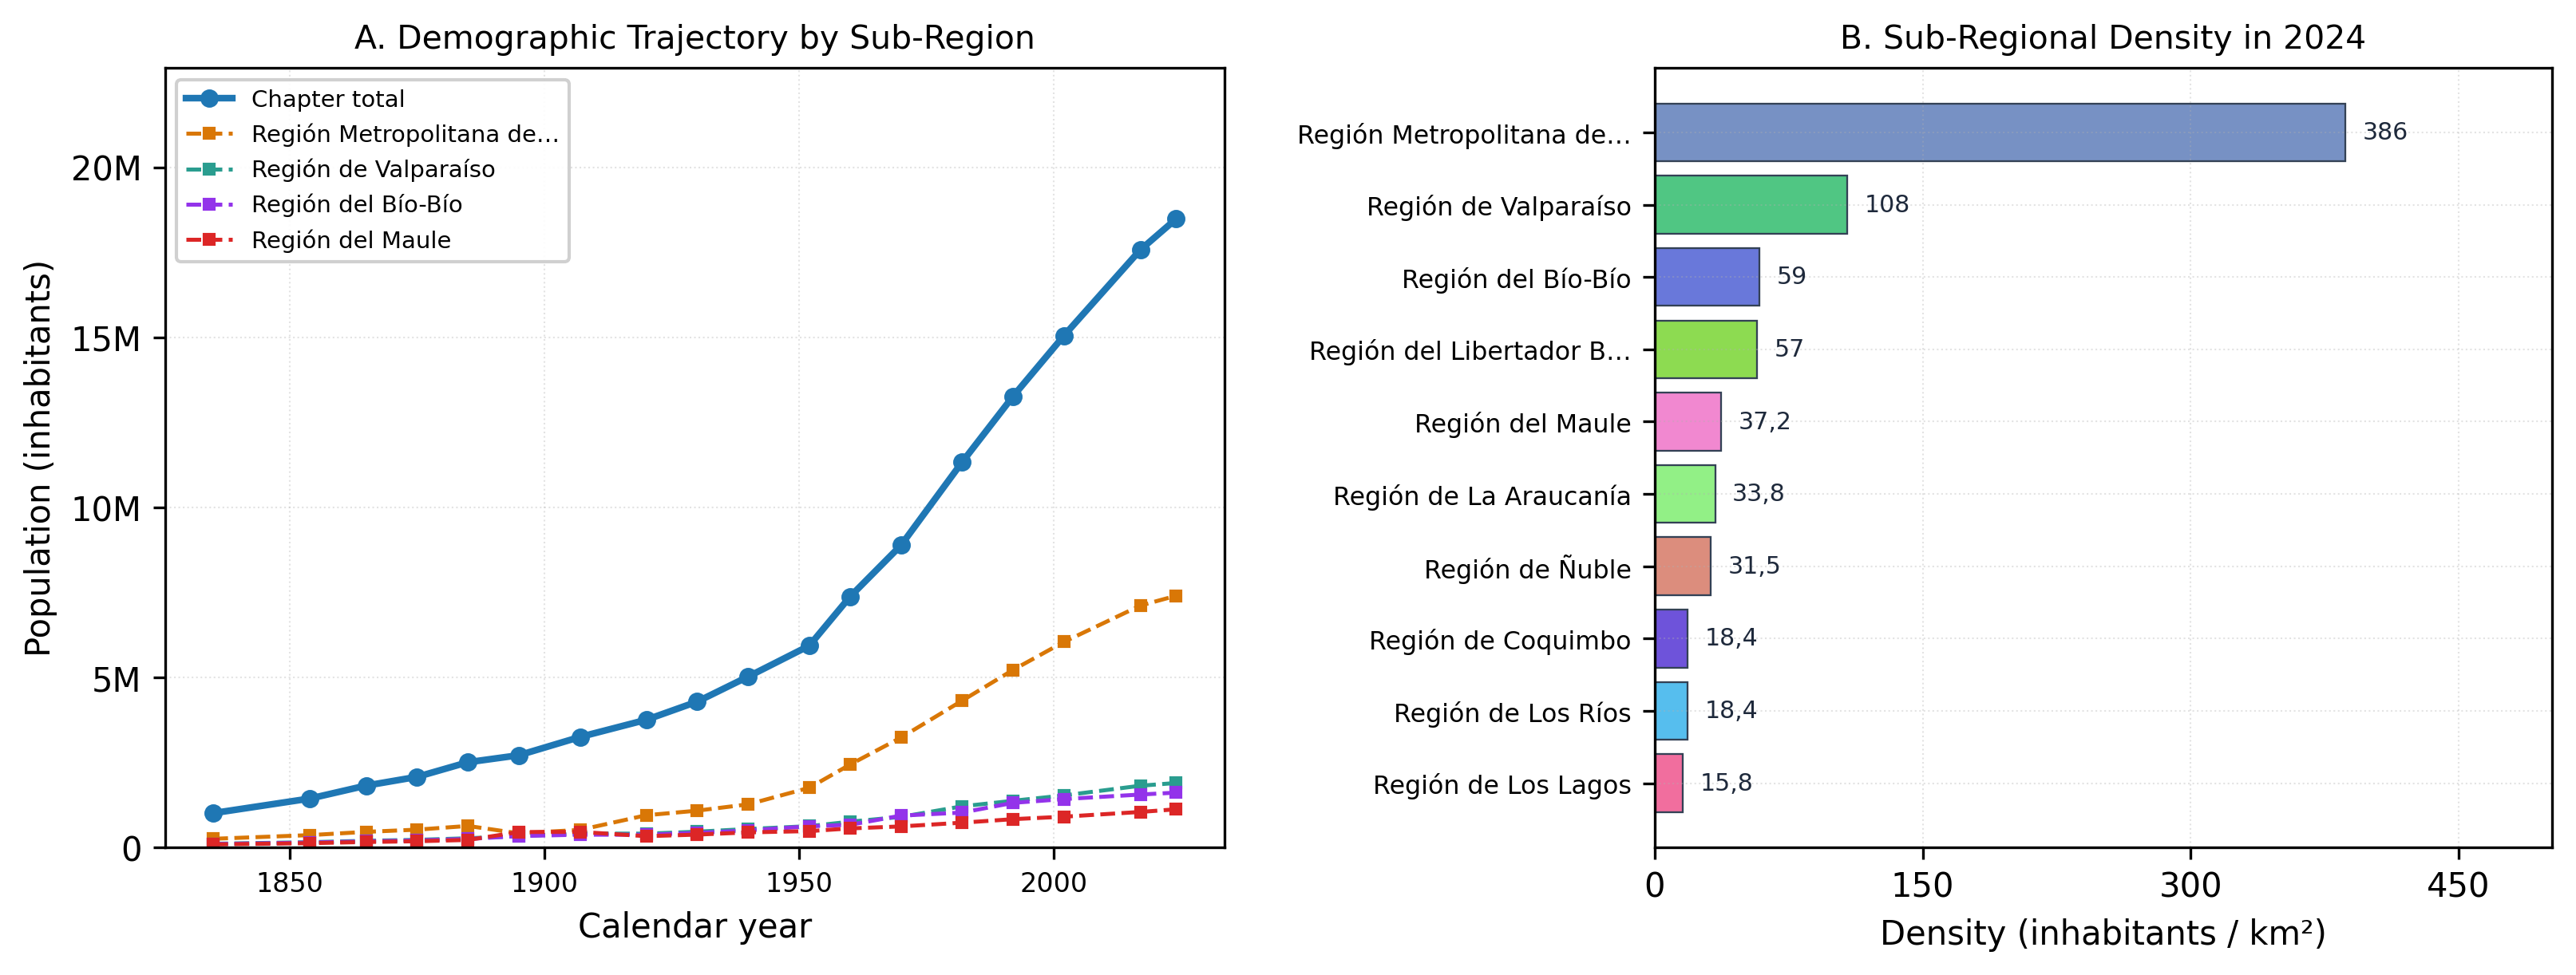 A. Demographic Trajectory by Sub-Region
Population (inhabitants)
20M
15M
10M
5M
0
Chapter total
Región Metropolitana de…
Región de Valparaíso
Región del Bío-Bío
Región del Maule
1850
1900
1950
2000
Calendar year
B. Sub-Regional Density in 2024
Región Metropolitana de… 386
Región de Valparaíso 108
Región del Bío-Bío 59
Región del Libertador B… 57
Región del Maule 37,2
Región de La Araucanía 33,8
Región de Ñuble 31,5
Región de Coquimbo 18,4
Región de Los Ríos 18,4
Región de Los Lagos 15,8
0
150
300
450
Density (inhabitants / km²)